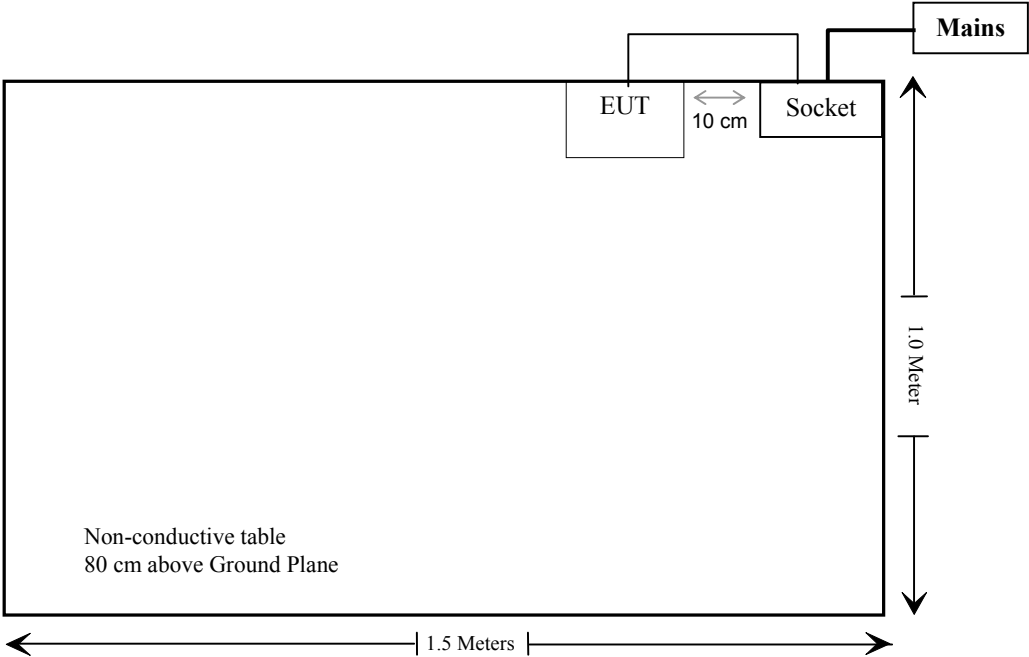 Mains
EUT
Socket
10 cm
1.0 Meter
Non-conductive table
80 cm above Ground Plane
1.5 Meters